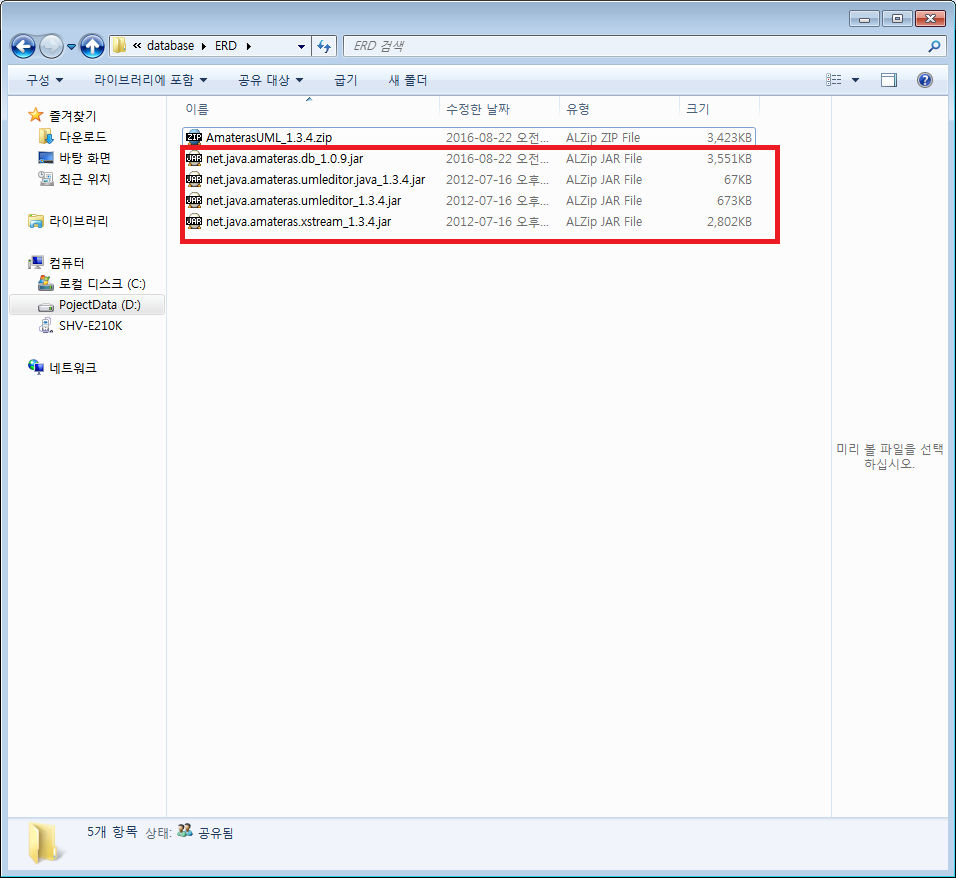 « database ▸ ERD ▸
ERD 검색
구성 ▼ 라이브러리에 포함 ▼ 공유 대상 ▼ 굽기 새 폴더
이름 수정한 날짜 유형 크기
AmaterasUML_1.3.4.zip 2016-08-22 오전... ALZip ZIP File 3,423KB
net.java.amateras.db_1.0.9.jar 2016-08-22 오전... ALZip JAR File 3,551KB
net.java.amateras.umleditor.java_1.3.4.jar 2012-07-16 오후... ALZip JAR File 67KB
net.java.amateras.umleditor_1.3.4.jar 2012-07-16 오후... ALZip JAR File 673KB
net.java.amateras.xstream_1.3.4.jar 2012-07-16 오후... ALZip JAR File 2,802KB
즐겨찾기
다운로드
바탕 화면
최근 위치
라이브러리
컴퓨터
로컬 디스크 (C:)
PojectData (D:)
SHV-E210K
네트워크
미리 볼 파일을 선택
하십시오.
5개 항목 상태: 공유됨